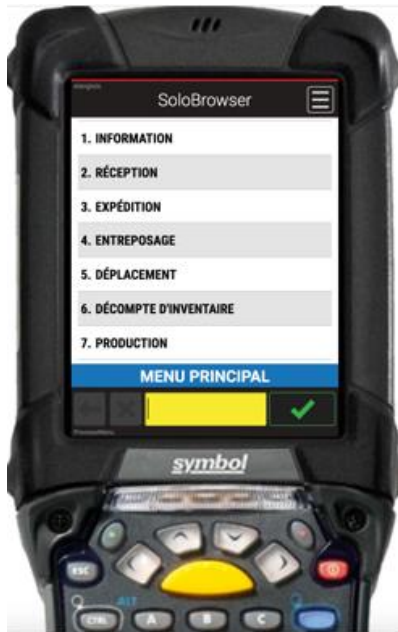 SoloBrowser
1. INFORMATION
2. RÉCEPTION
3. EXPÉDITION
4. ENTREPOSAGE
5. DÉPLACEMENT
6. DÉCOMPTE D'INVENTAIRE
7. PRODUCTION
MENU PRINCIPAL
symbol
ESC
ALT
CTRL
A
B
C